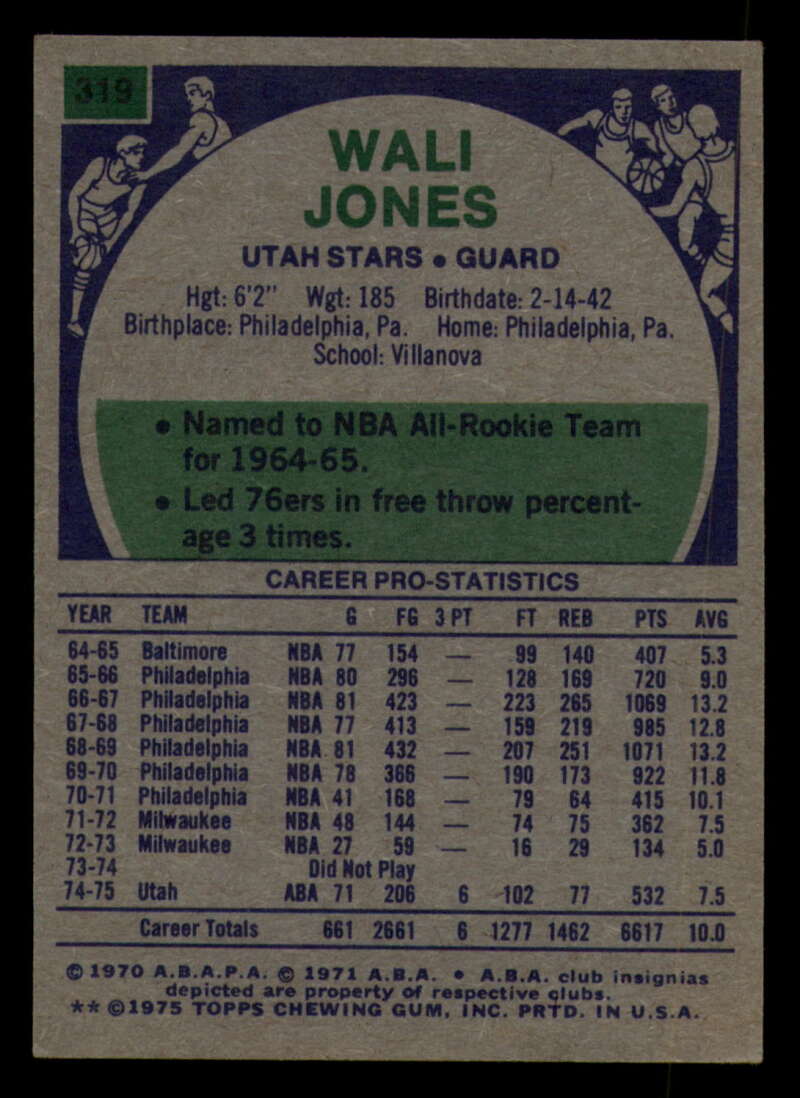 319
WALI
JONES
UTAH STARS • GUARD
Hgt: 6'2" Wgt: 185 Birthdate: 2-14-42
Birthplace: Philadelphia, Pa. Home: Philadelphia, Pa.
School: Villanova
• Named to NBA All-Rookie Team
for 1964-65.
• Led 76ers in free throw percent-
age 3 times.
CAREER PRO-STATISTICS
YEAR TEAM G FG 3 PT FT REB PTS AVG
64-65 Baltimore NBA 77 154 — 99 140 407 5.3
65-66 Philadelphia NBA 80 296 — 128 169 720 9.0
66-67 Philadelphia NBA 81 423 — 223 265 1069 13.2
67-68 Philadelphia NBA 77 413 — 159 219 985 12.8
68-69 Philadelphia NBA 81 432 — 207 251 1071 13.2
69-70 Philadelphia NBA 78 366 — 190 173 922 11.8
70-71 Philadelphia NBA 41 168 — 79 64 415 10.1
71-72 Milwaukee NBA 48 144 — 74 75 362 7.5
72-73 Milwaukee NBA 27 59 — 16 29 134 5.0
73-74 Did Not Play
74-75 Utah ABA 71 206 6 102 77 532 7.5
Career Totals 661 2661 6 1277 1462 6617 10.0
© 1970 A.B.A.P.A. © 1971 A.B.A. • A.B.A. club insignias
depicted are property of respective clubs.
** ©1975 TOPPS CHEWING GUM, INC. PRTD. IN U.S.A.